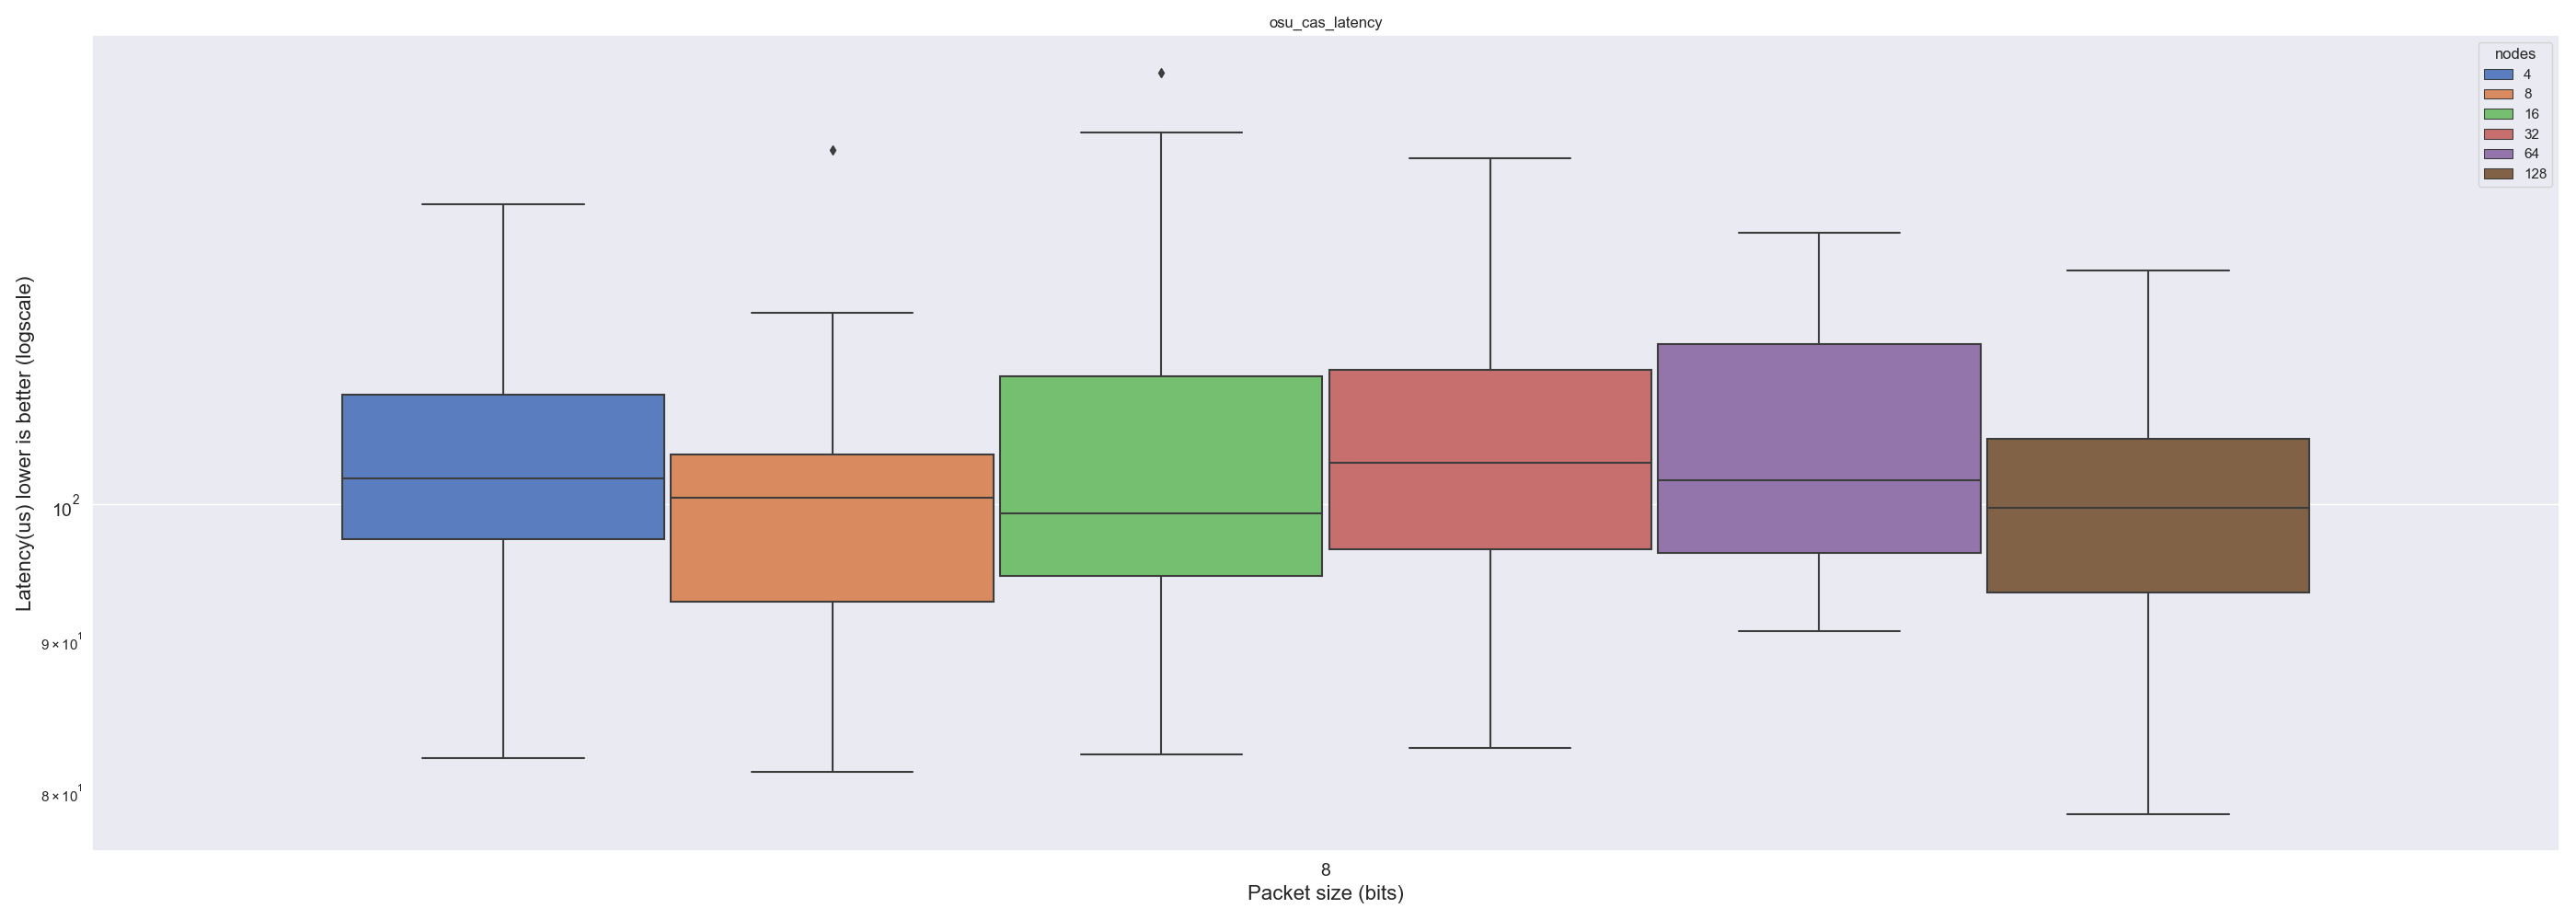 osu_cas_latency
nodes
4
8
16
32
64
128
Latency(us) lower is better (logscale)
10²
9×10¹
8×10¹
8
Packet size (bits)